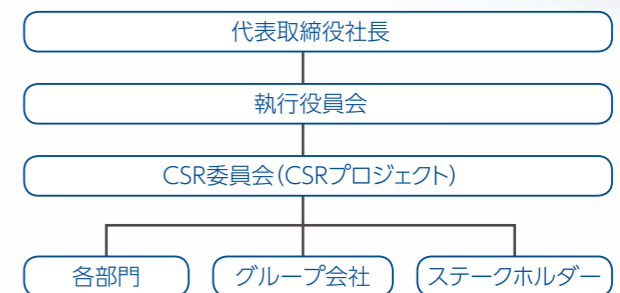 代表取締役社長
執行役員会
CSR委員会（CSRプロジェクト）
各部門
グループ会社
ステークホルダー